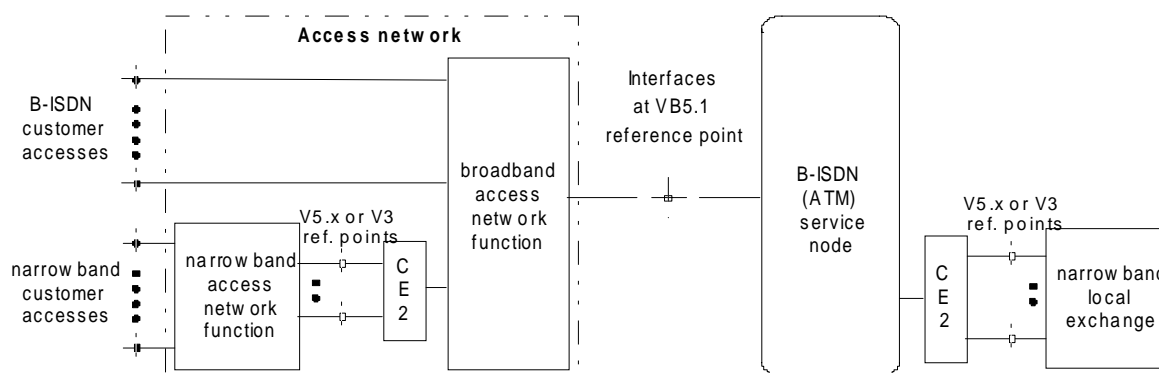 Access network
B-ISDN
customer
accesses
Interfaces
at VB5.1
reference point
broadband
access
network
function
B-ISDN
(ATM)
service
node
V5.x or V3
ref. points
narrow band
customer
accesses
narrow band
access
network
function
C
E
2
V5.x or V3
ref. points
C
E
2
narrow band
local
exchange